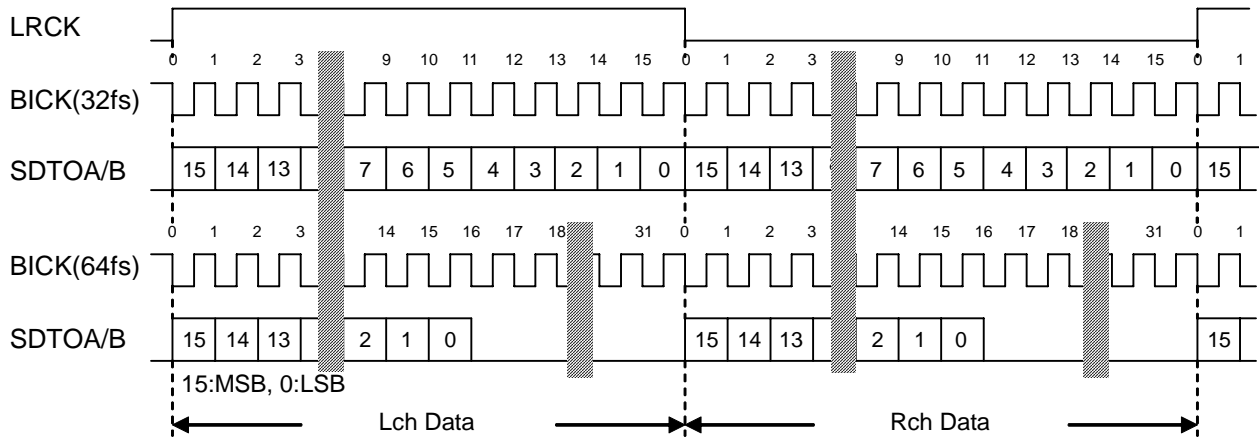 LRCK
0 1 2 3 9 10 11 12 13 14 15 0 1 2 3 9 10 11 12 13 14 15 0 1
BICK(32fs)
SDTOA/B 15 14 13 7 6 5 4 3 2 1 0 15 14 13 7 6 5 4 3 2 1 0 15
0 1 2 3 14 15 16 17 18 31 0 1 2 3 14 15 16 17 18 31 0 1
BICK(64fs)
SDTOA/B 15 14 13 2 1 0 15 14 13 2 1 0 15
15:MSB, 0:LSB
Lch Data Rch Data